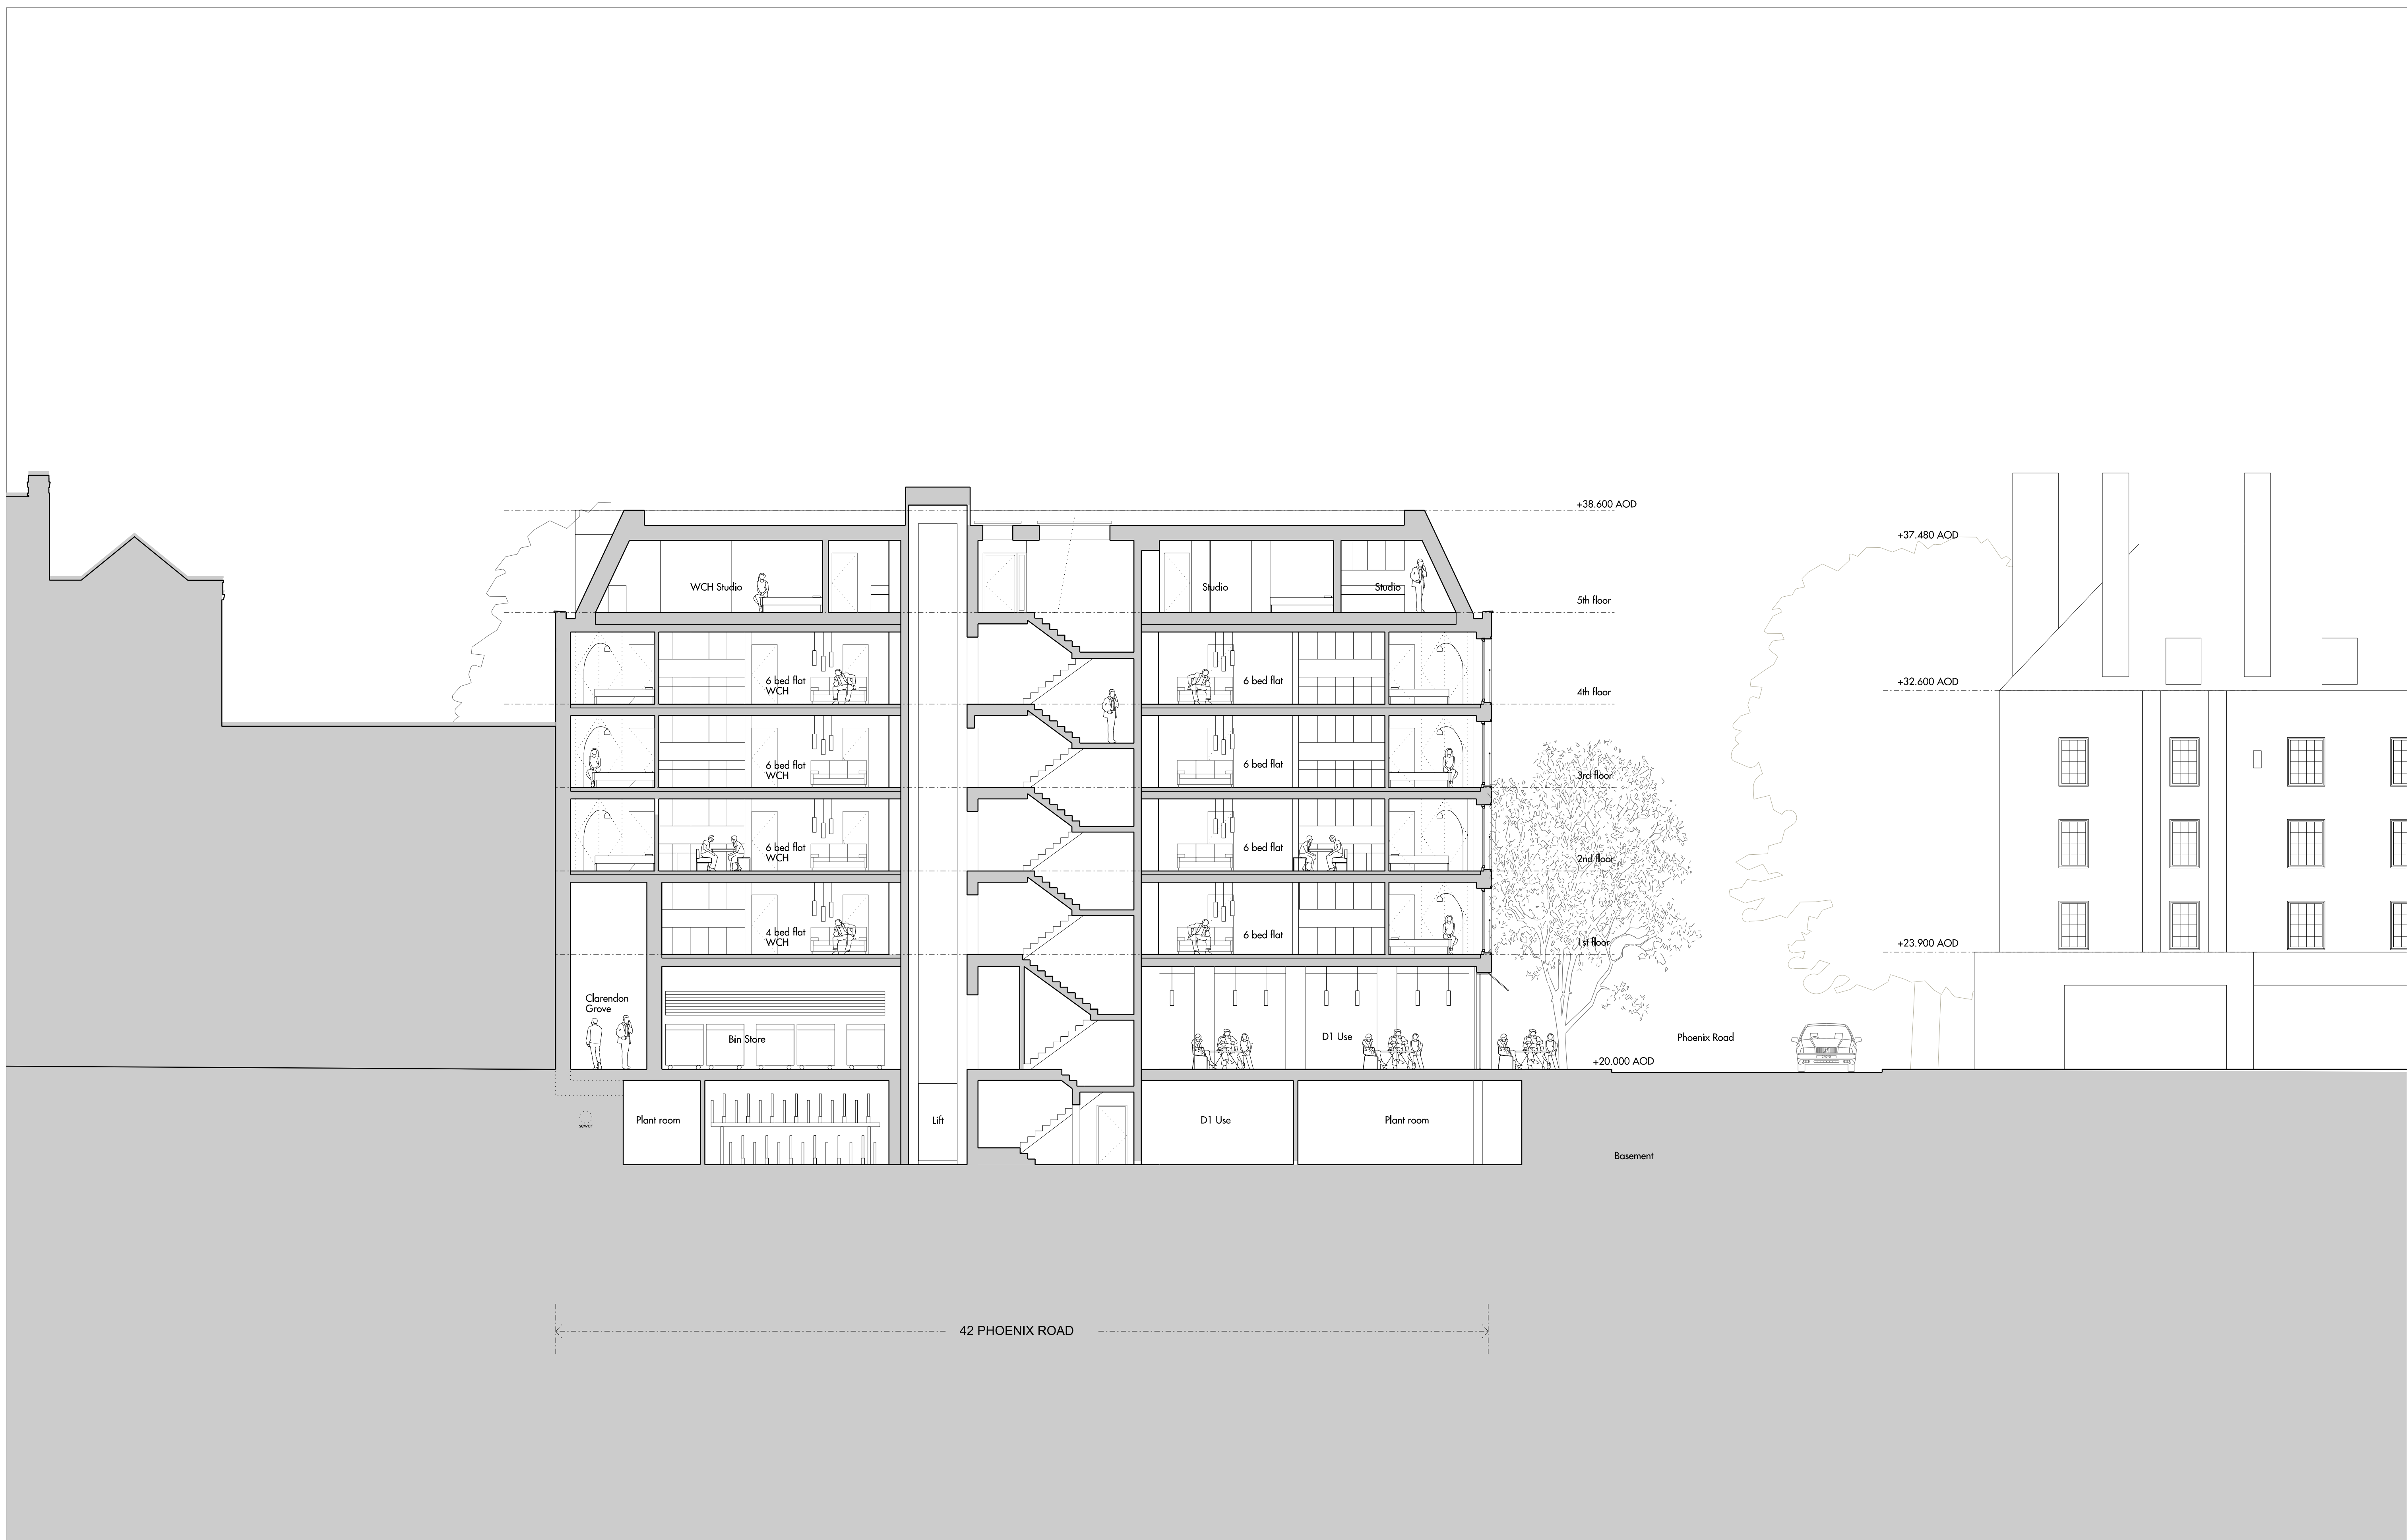 +38.600 AOD
+37.480 AOD
WCH Studio
Studio
Studio
5th floor
6 bed flat
WCH
6 bed flat
4th floor
+32.600 AOD
6 bed flat
WCH
6 bed flat
3rd floor
6 bed flat
WCH
6 bed flat
2nd floor
4 bed flat
WCH
6 bed flat
1st floor
+23.900 AOD
Clarendon
Grove
Bin Store
D1 Use
Phoenix Road
+20.000 AOD
sewer
Plant room
Lift
D1 Use
Plant room
Basement
42 PHOENIX ROAD